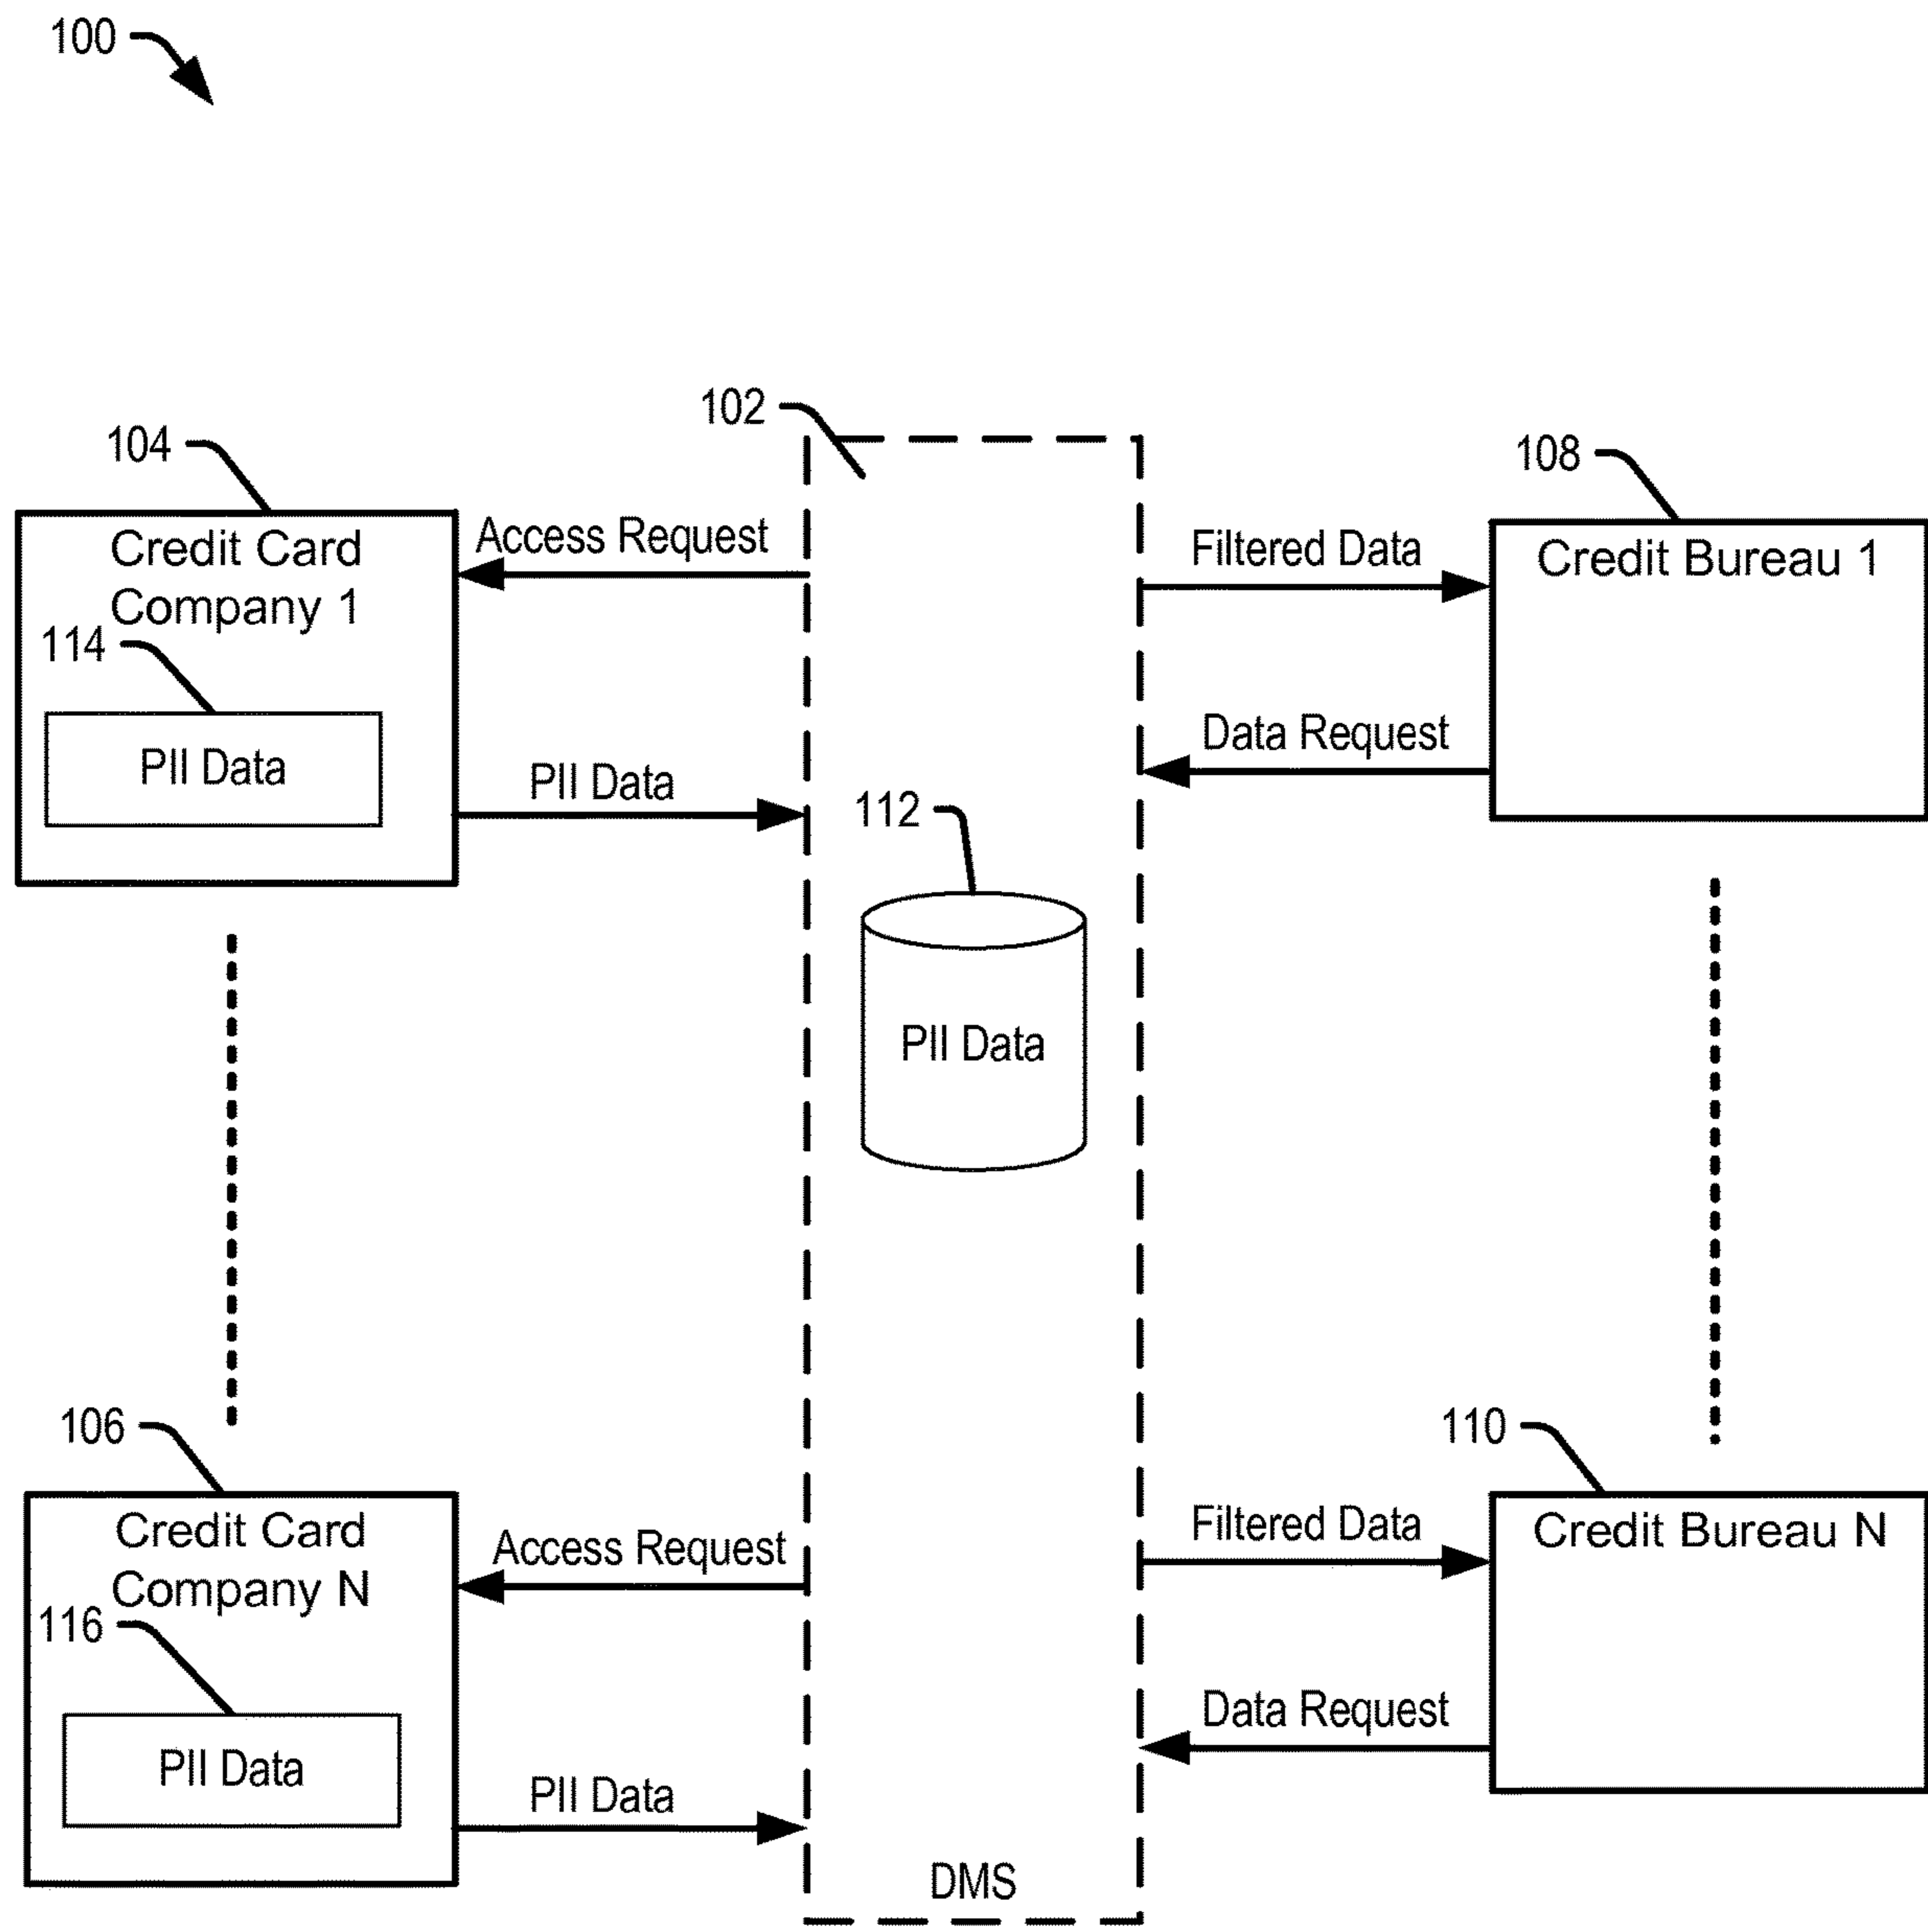 100
102
104
108
Credit Card
Company 1
Access Request
Filtered Data
Credit Bureau 1
114
PII Data
PII Data
Data Request
112
PII Data
106
110
Credit Card
Company N
Access Request
Filtered Data
Credit Bureau N
116
PII Data
PII Data
Data Request
DMS